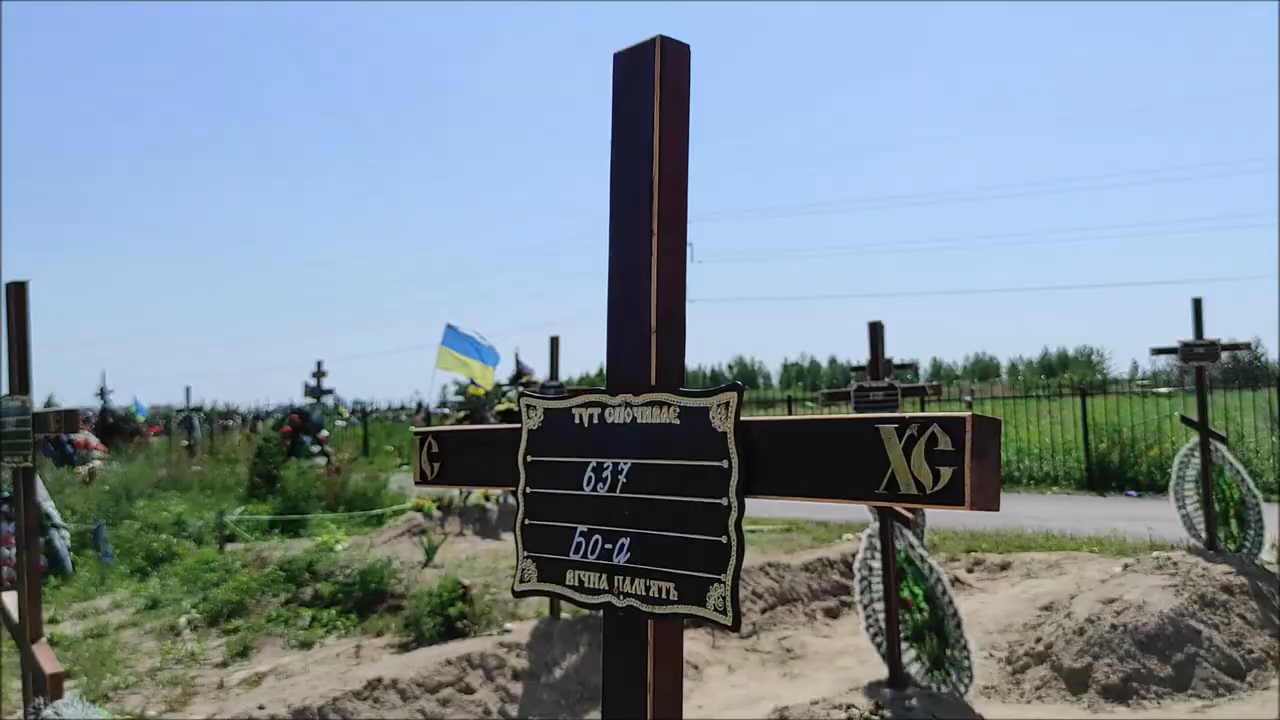 ТУТ СПОЧИВАЄ
ІС
ХС
637
Бо-а
ВІЧНА ПАМ'ЯТЬ